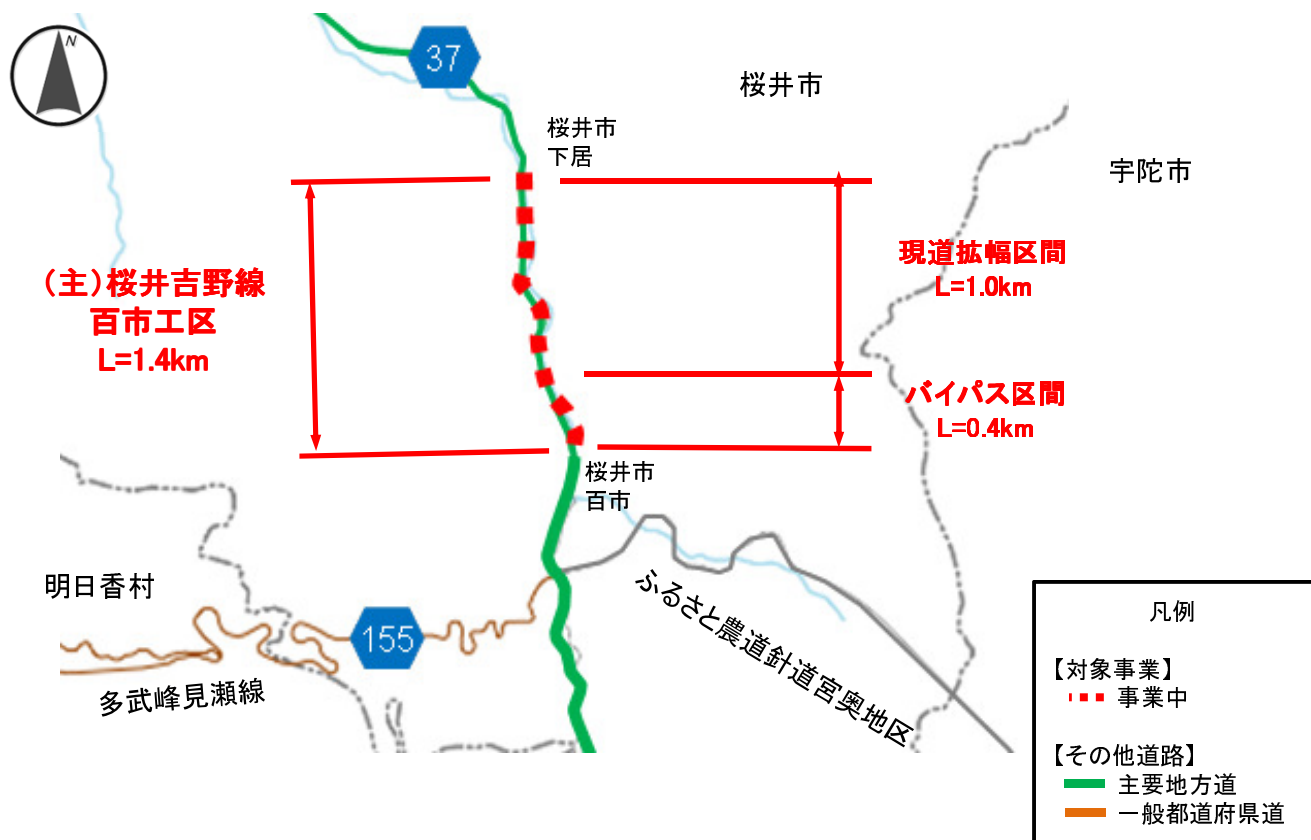 N
37
桜井市
桜井市
下居
宇陀市
(主)桜井吉野線
百市工区
L=1.4km
現道拡幅区間
L=1.0km
バイパス区間
L=0.4km
桜井市
百市
明日香村
155
多武峰見瀬線
ふるさと農道針道宮奥地区
凡例
【対象事業】
事業中
【その他道路】
主要地方道
一般都道府県道